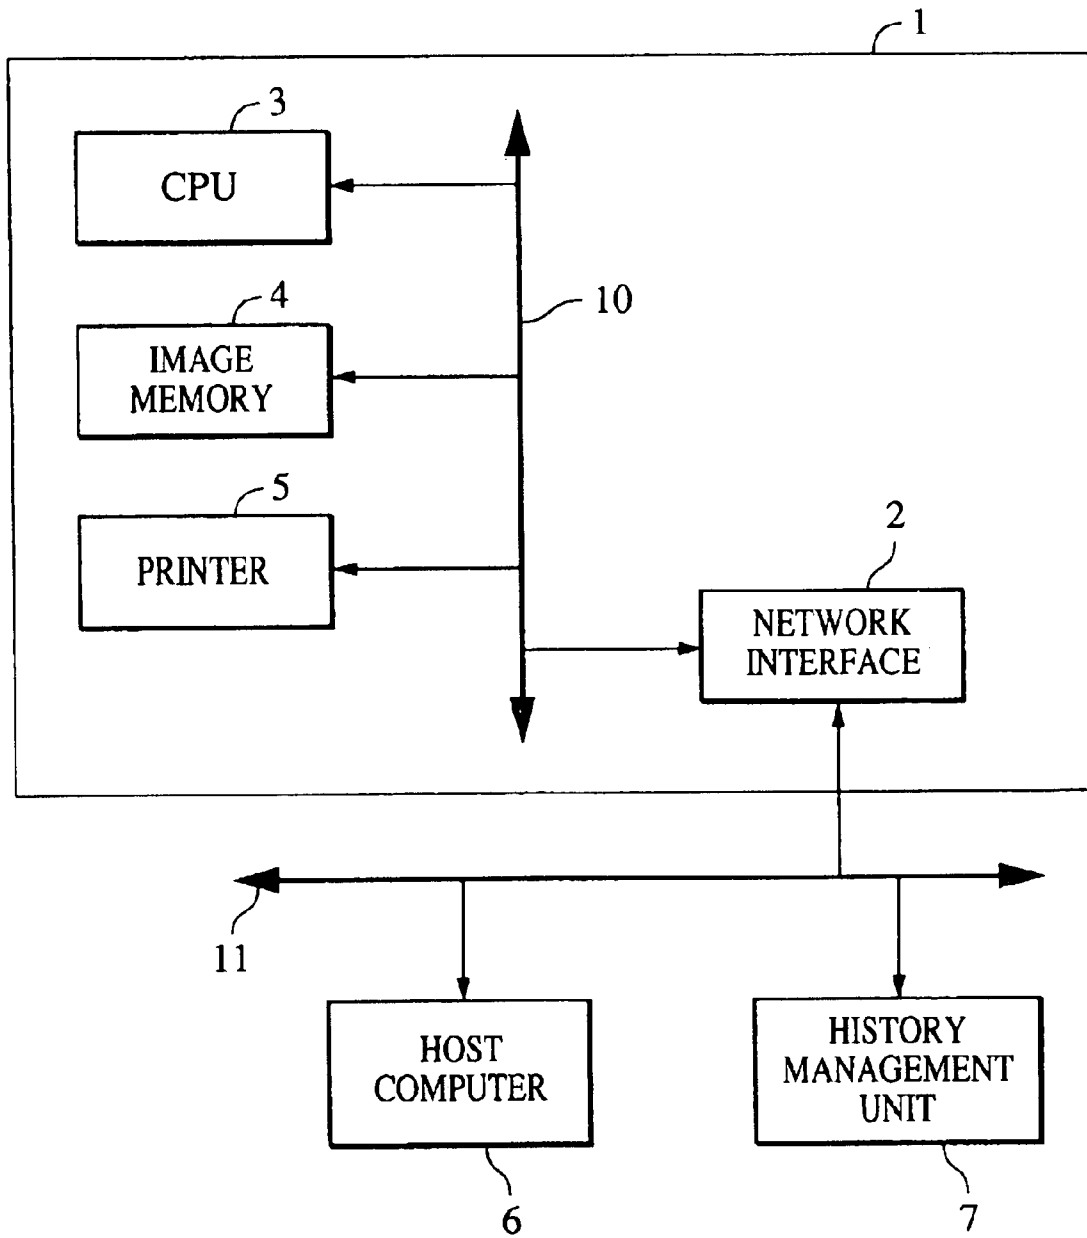 1
3
CPU
10
4
IMAGE
MEMORY
5
PRINTER
2
NETWORK
INTERFACE
11
HOST
COMPUTER
6
HISTORY
MANAGEMENT
UNIT
7